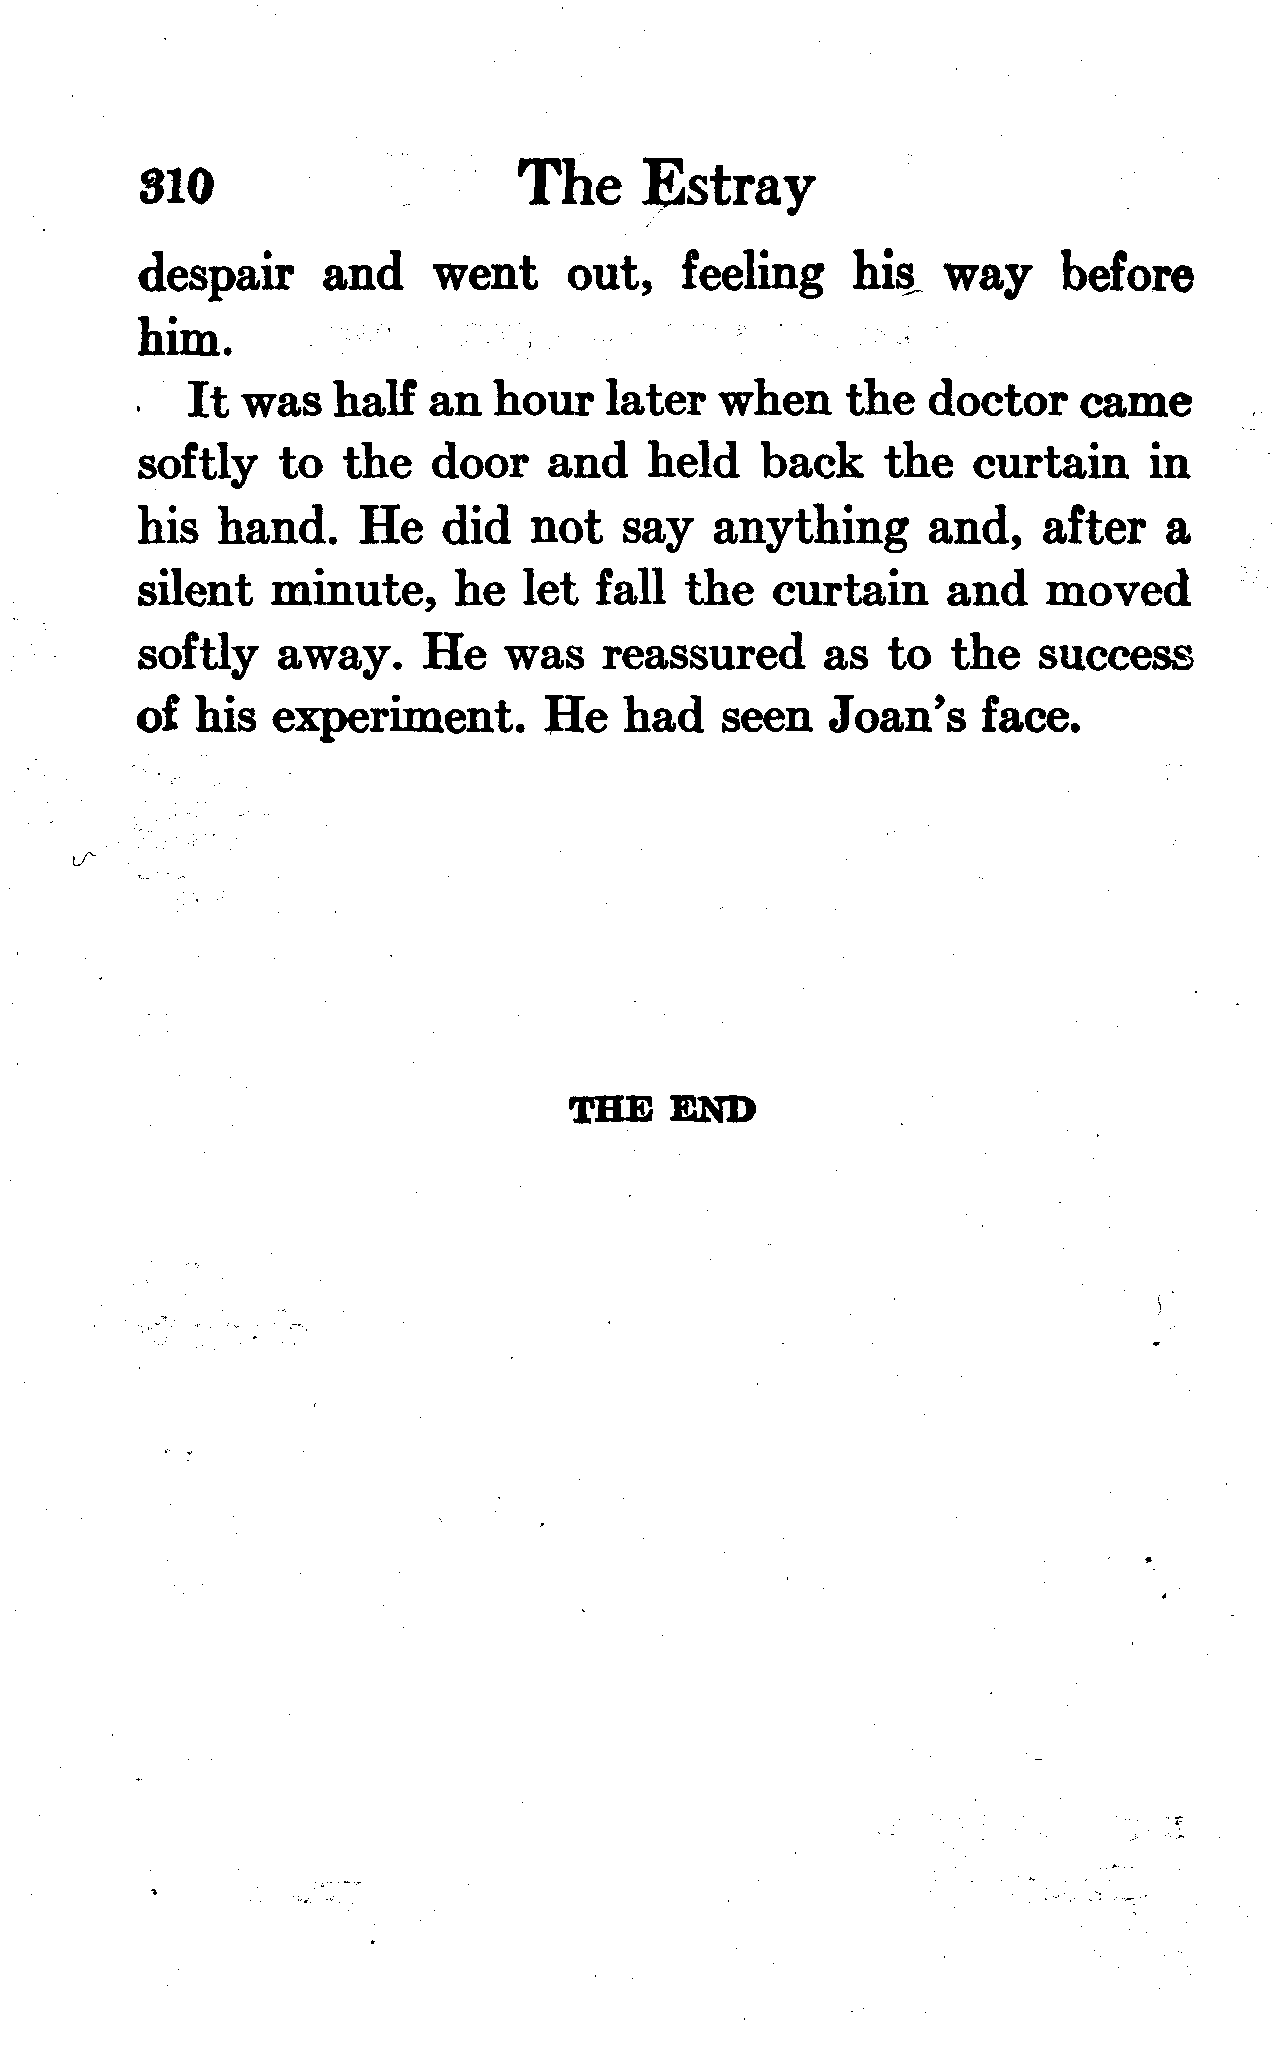 310 The Estray
despair and went out, feeling his way before
him.
It was half an hour later when the doctor came
softly to the door and held back the curtain in
his hand. He did not say anything and, after a
silent minute, he let fall the curtain and moved
softly away. He was reassured as to the success
of his experiment. He had seen Joan's face.
THE END